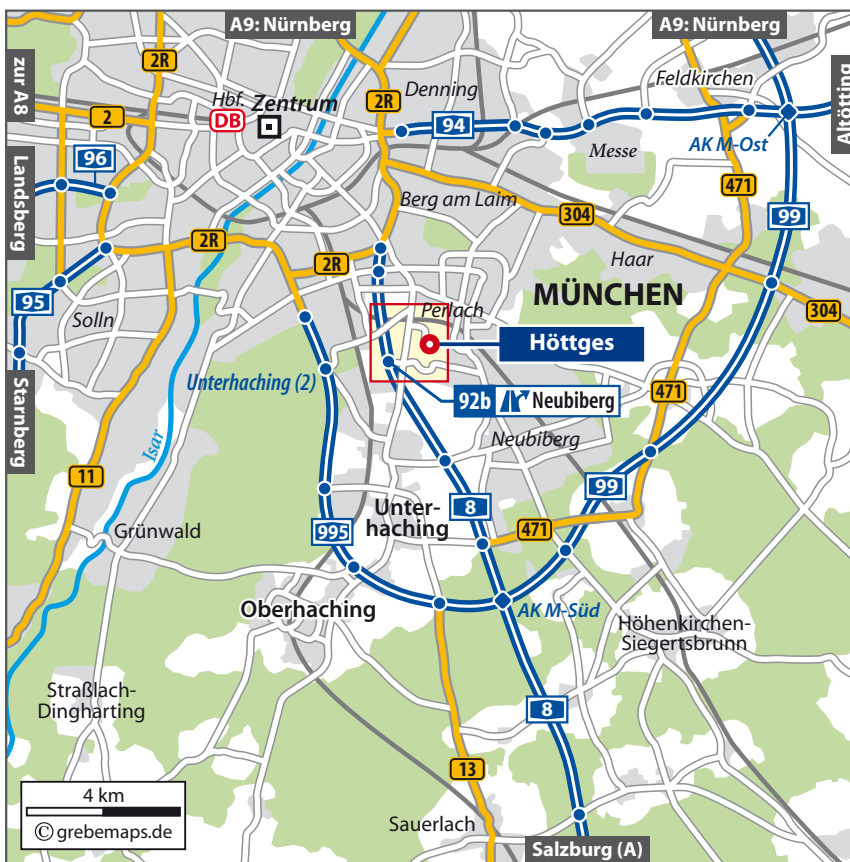 A9: Nürnberg
A9: Nürnberg
zur A8
2R
Feldkirchen
Altötting
Hbf.
Zentrum
DB
2
2R
Denning
94
AK M-Ost
Messe
96
Landsberg
471
Berg am Laim
304
99
2R
2R
Haar
95
MÜNCHEN
304
Solln
Perlach
Höttges
Unterhaching (2)
471
92b
Neubiberg
Starnberg
Isar
Neubiberg
11
99
8
Unter-
haching
471
Grünwald
995
Oberhaching
AK M-Süd
Höhenkirchen-
Siegertsbrunn
Straßlach-
Dingharting
8
13
4 km
© grebemaps.de
Sauerlach
Salzburg (A)